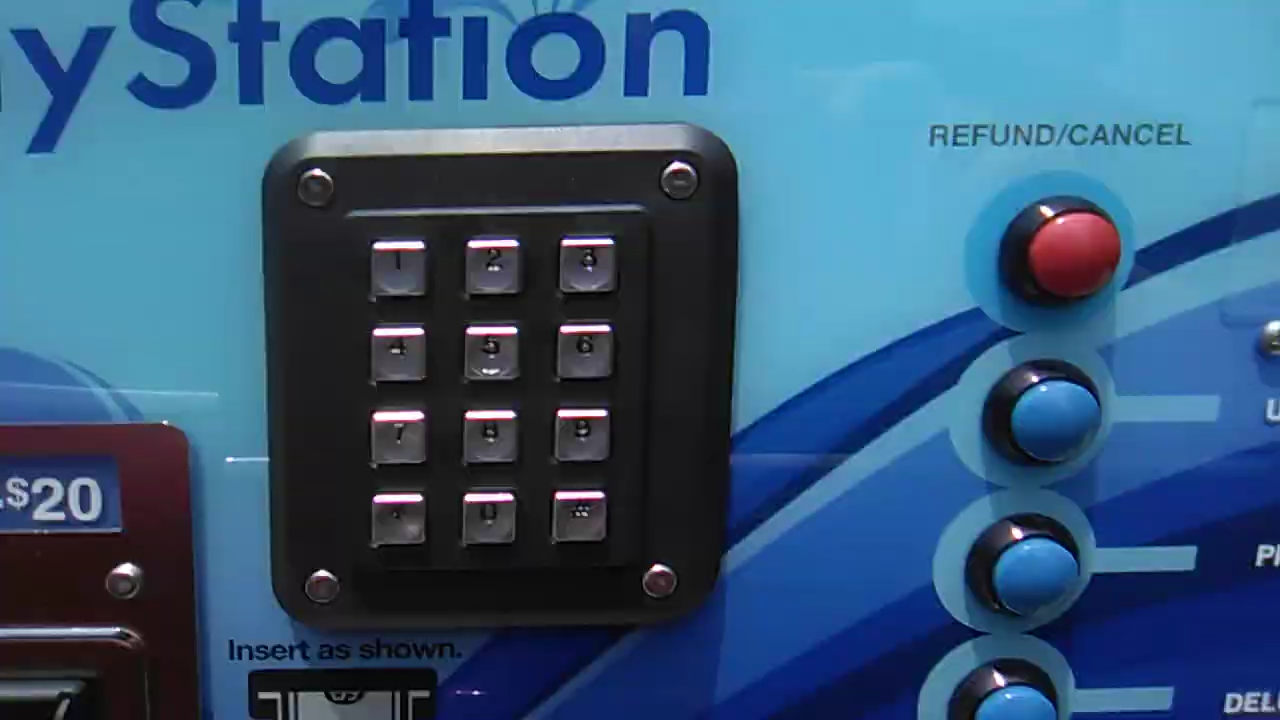 yStation
REFUND/CANCEL
1 2 3
4 5 6
7 8 9
* 0 #
$20
Insert as shown.